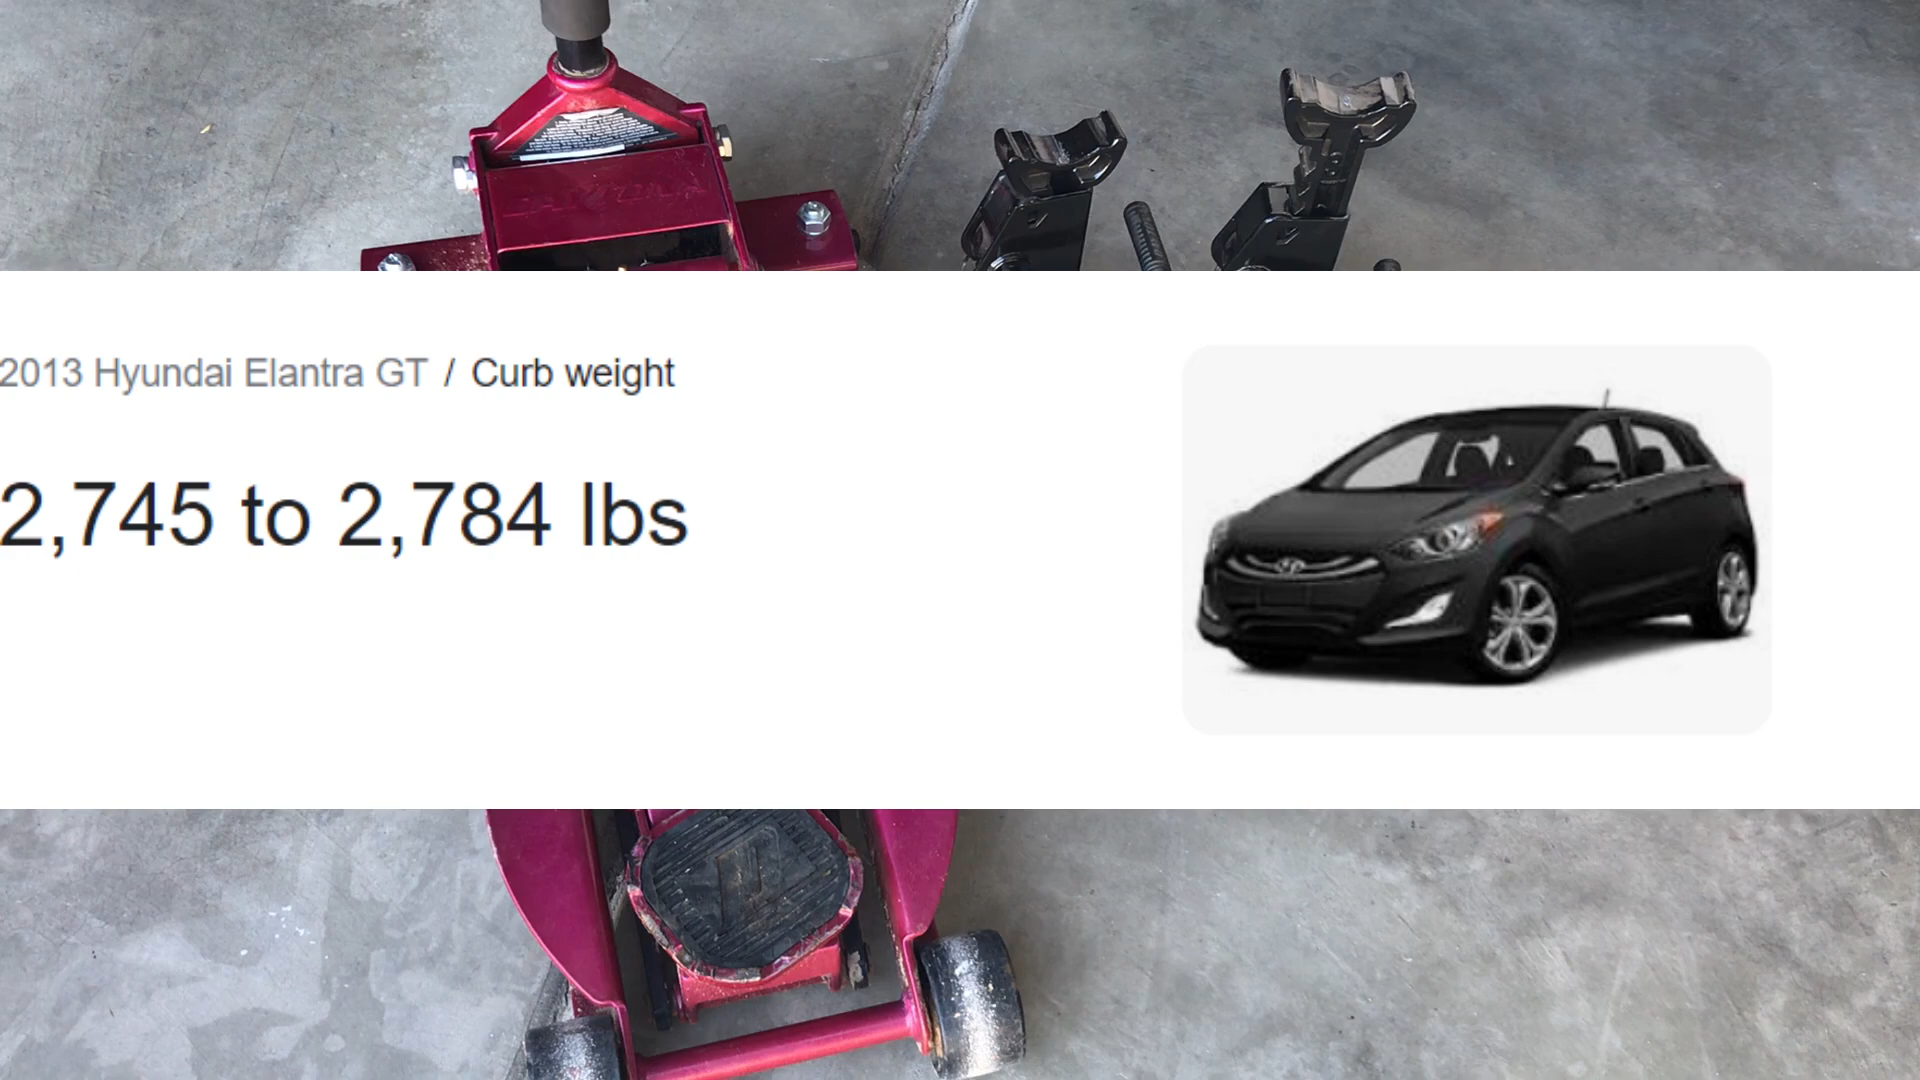 2013 Hyundai Elantra GT / Curb weight
2,745 to 2,784 lbs